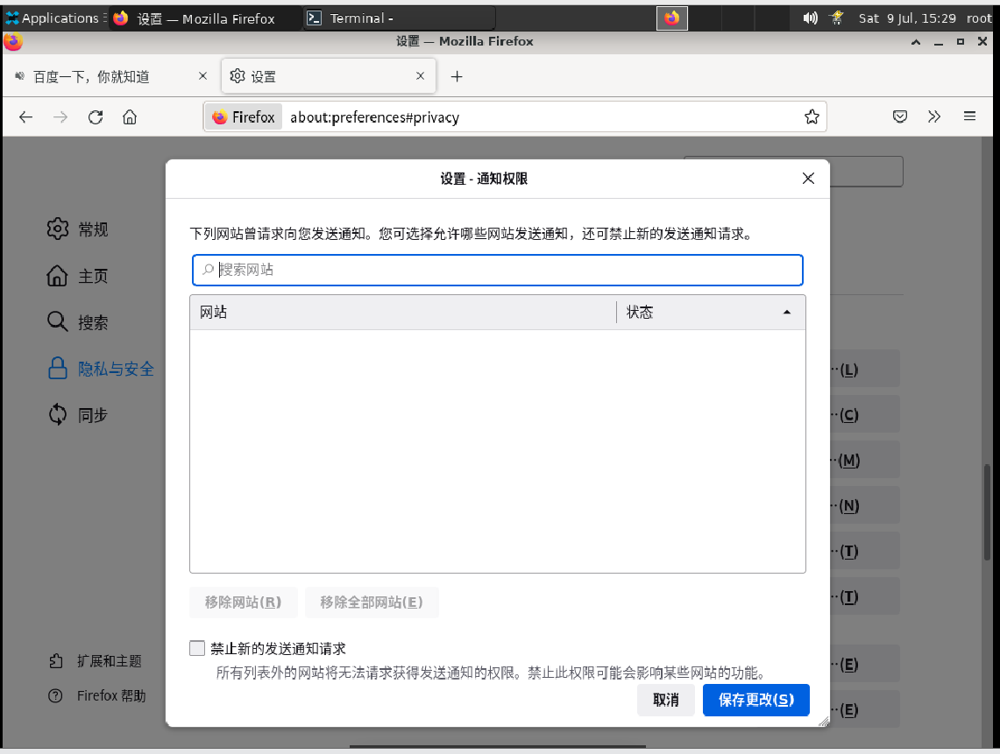 Applications
设置 — Mozilla Firefox
Terminal -
Sat 9 Jul, 15:29 root
设置 — Mozilla Firefox
百度一下，你就知道
设置
Firefox about:preferences#privacy
设置 - 通知权限
下列网站曾请求向您发送通知。您可选择允许哪些网站发送通知，还可禁止新的发送通知请求。
搜索网站
网站 状态
常规
主页
搜索
隐私与安全
同步
扩展和主题
Firefox 帮助
…(L)
…(C)
…(M)
…(N)
…(T)
…(T)
…(E)
…(E)
移除网站(R) 移除全部网站(E)
禁止新的发送通知请求
所有列表外的网站将无法请求获得发送通知的权限。禁止此权限可能会影响某些网站的功能。
取消 保存更改(S)